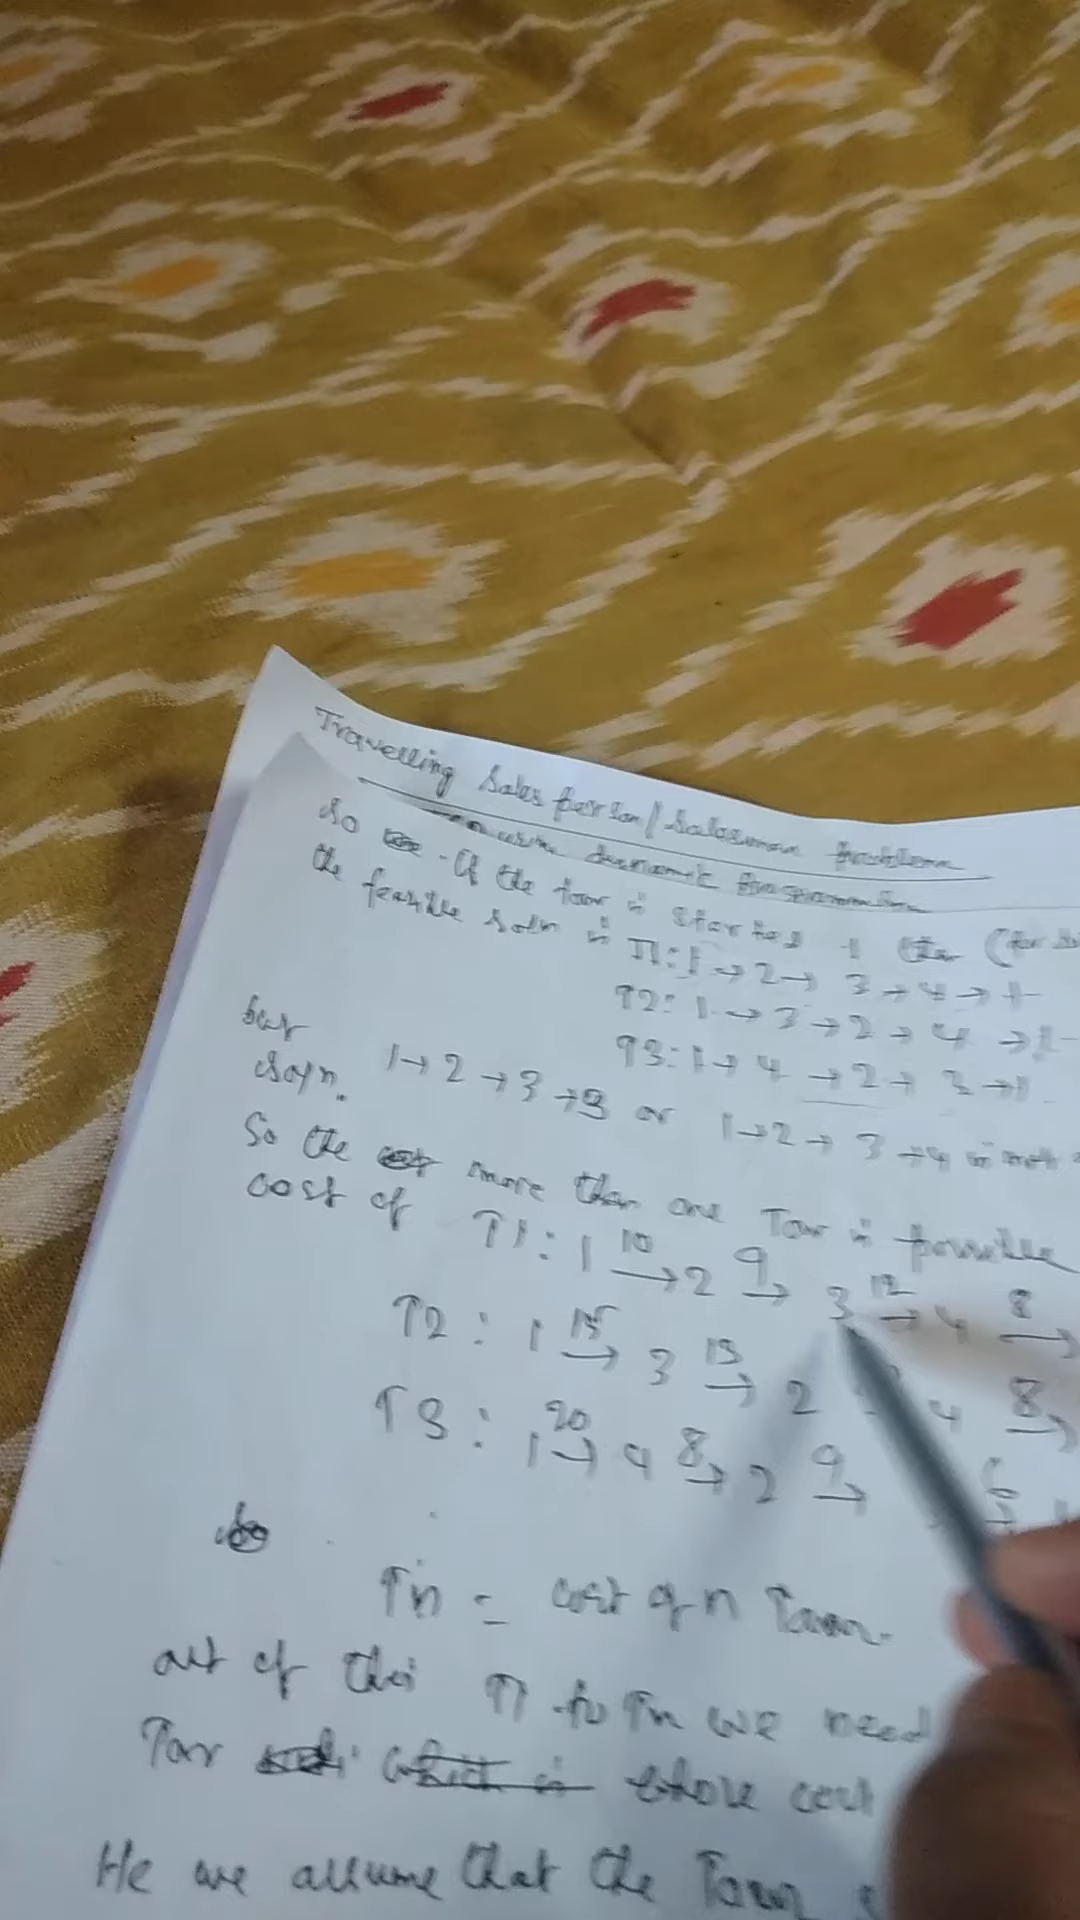 Travelling Sales person/Salesman problem
using dynamic programming
So . If the tour is started 1 then (for
the feasible soln is T1: 1 → 2 → 3 → 4 → 1
T2: 1 → 3 → 2 → 4 → 1
T3: 1 → 4 → 2 → 3 → 1
but 1 → 2 → 3 → 3 or 1 → 2 → 3 → 4 is not a
soln.
So the more than one Tour is possible
cost of T1: 1 10→ 2 9→ 3 12→ 4 8→
T2: 1 15→ 3 13→ 2 4 8→
T3: 1 20→ 4 8→ 2 9→ 6→
Tn = cost of n Tour.
out of this T1 to Tn we need
Tour whose cost
He we assume that the Tour